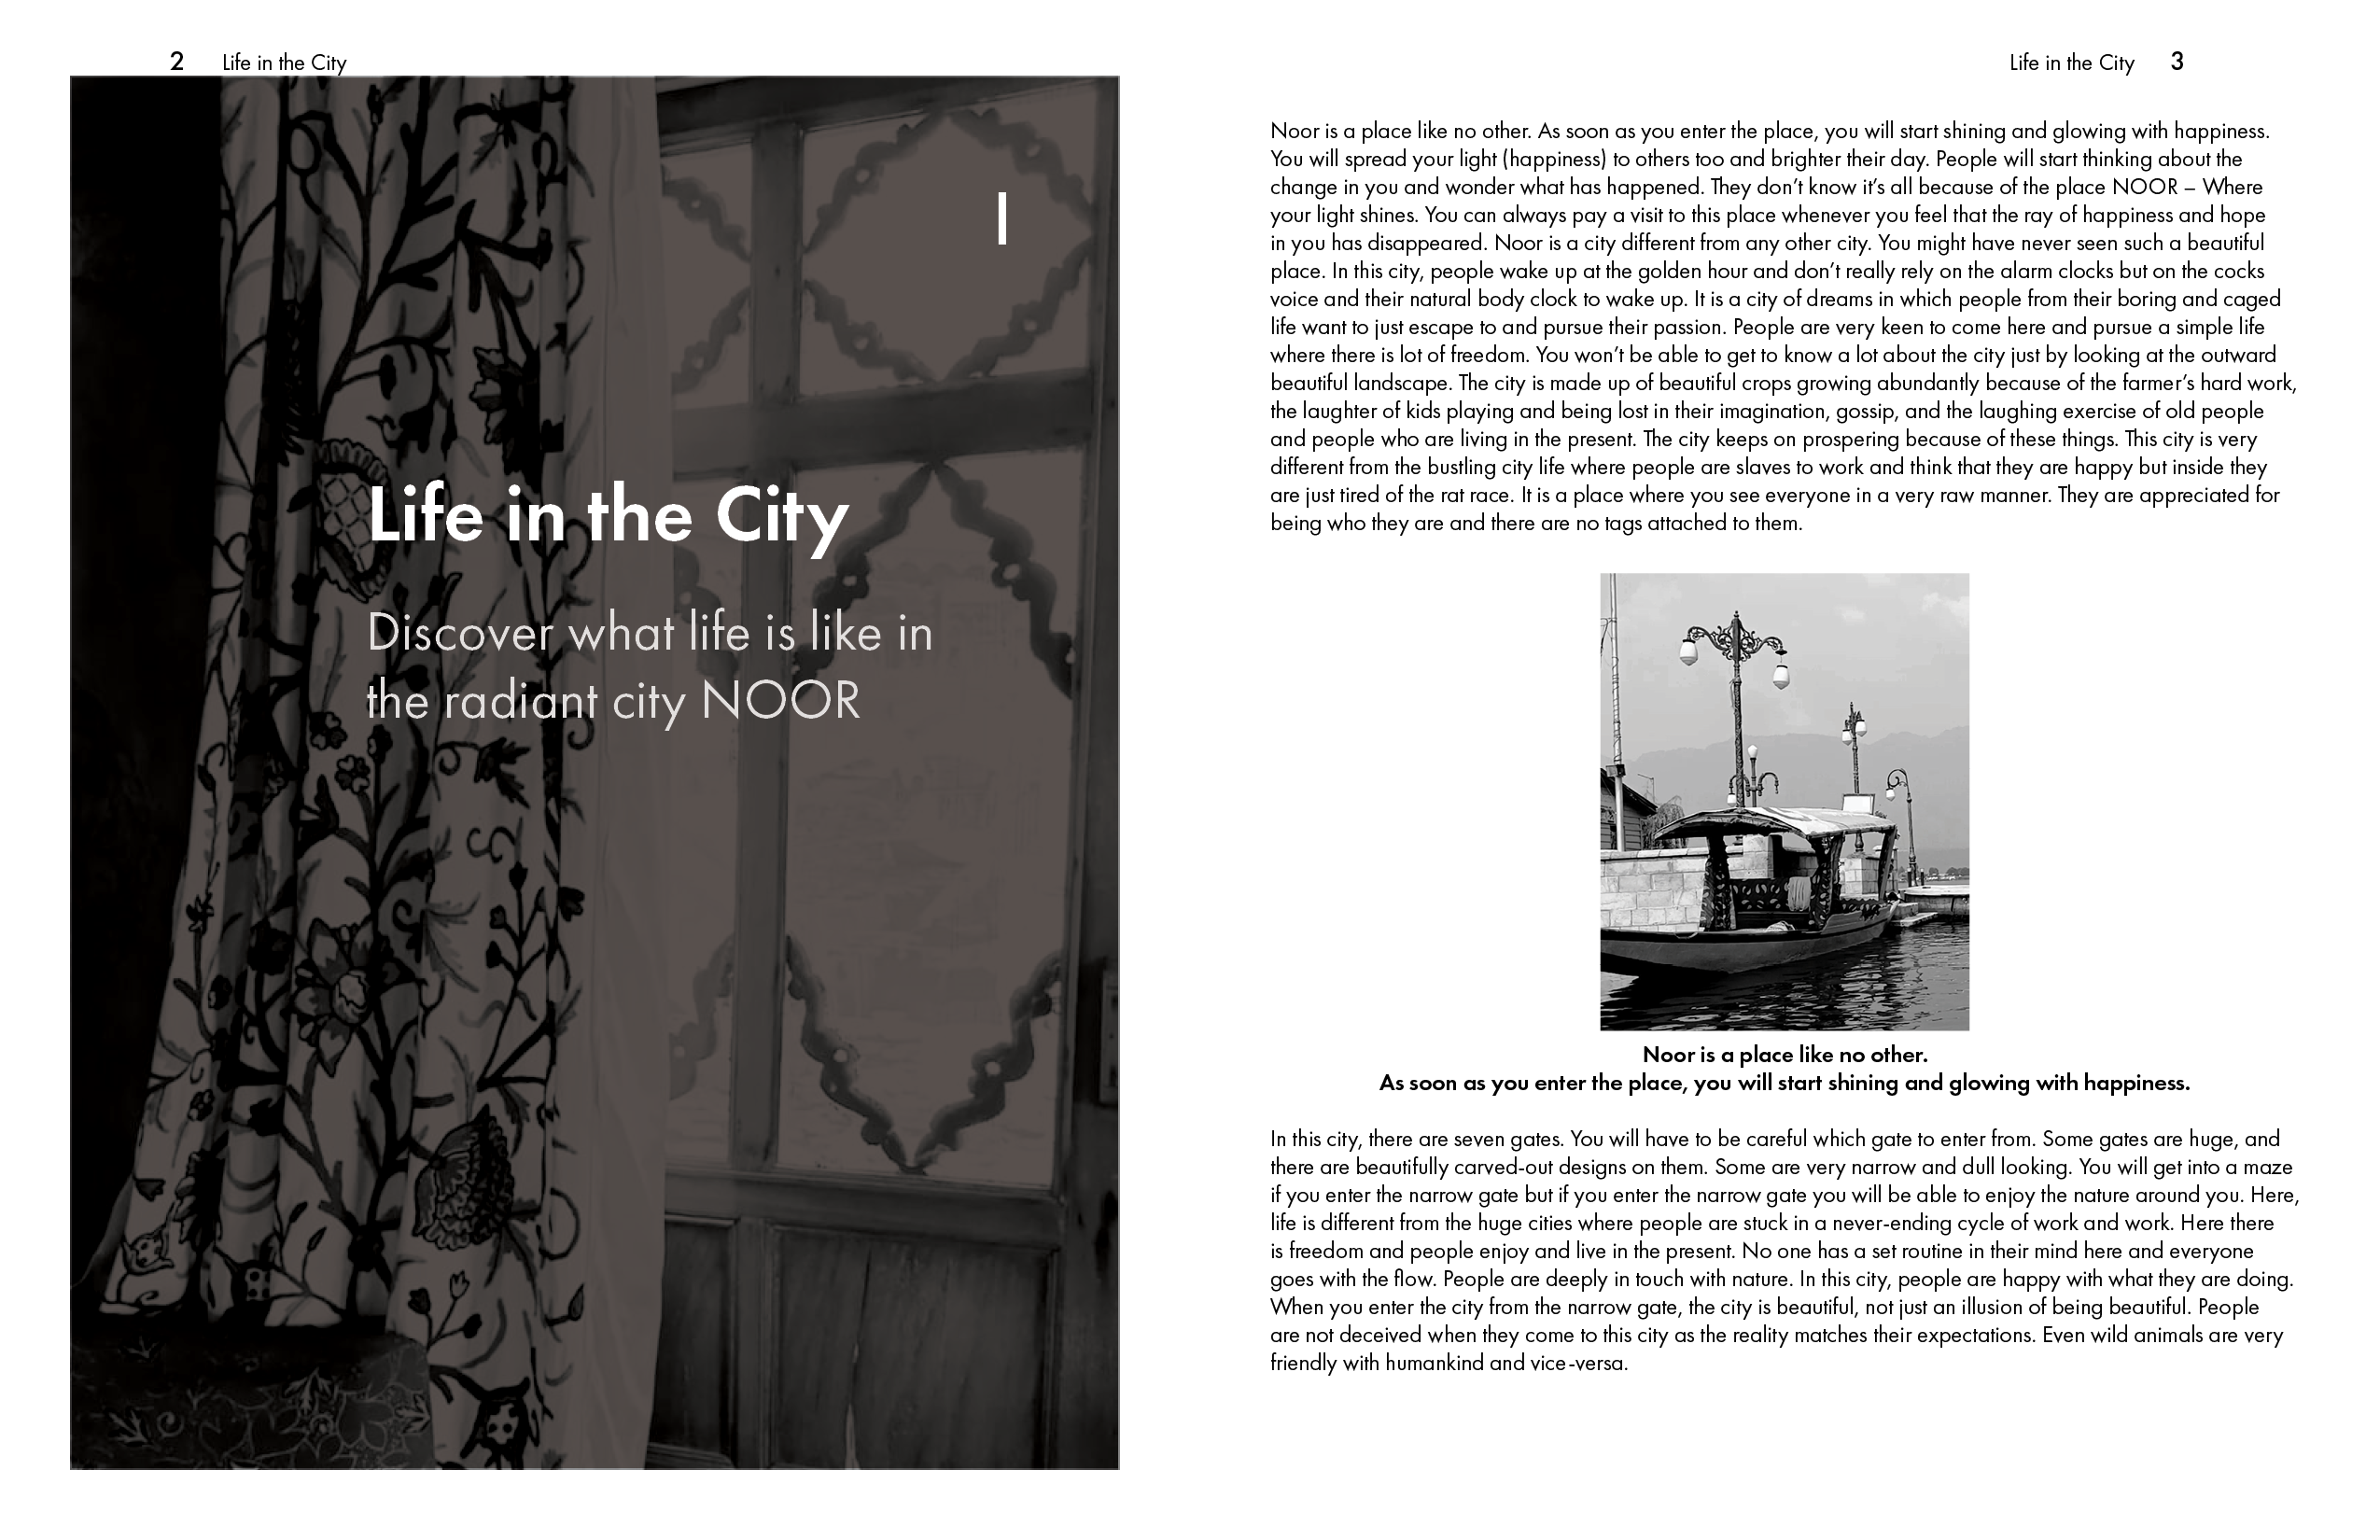 2 Life in the City
I
Life in the City
Discover what life is like in
the radiant city NOOR
Life in the City 3
Noor is a place like no other. As soon as you enter the place, you will start shining and glowing with happiness.
You will spread your light (happiness) to others too and brighter their day. People will start thinking about the
change in you and wonder what has happened. They don’t know it’s all because of the place NOOR – Where
your light shines. You can always pay a visit to this place whenever you feel that the ray of happiness and hope
in you has disappeared. Noor is a city different from any other city. You might have never seen such a beautiful
place. In this city, people wake up at the golden hour and don’t really rely on the alarm clocks but on the cocks
voice and their natural body clock to wake up. It is a city of dreams in which people from their boring and caged
life want to just escape to and pursue their passion. People are very keen to come here and pursue a simple life
where there is lot of freedom. You won’t be able to get to know a lot about the city just by looking at the outward
beautiful landscape. The city is made up of beautiful crops growing abundantly because of the farmer’s hard work,
the laughter of kids playing and being lost in their imagination, gossip, and the laughing exercise of old people
and people who are living in the present. The city keeps on prospering because of these things. This city is very
different from the bustling city life where people are slaves to work and think that they are happy but inside they
are just tired of the rat race. It is a place where you see everyone in a very raw manner. They are appreciated for
being who they are and there are no tags attached to them.
Noor is a place like no other.
As soon as you enter the place, you will start shining and glowing with happiness.
In this city, there are seven gates. You will have to be careful which gate to enter from. Some gates are huge, and
there are beautifully carved-out designs on them. Some are very narrow and dull looking. You will get into a maze
if you enter the narrow gate but if you enter the narrow gate you will be able to enjoy the nature around you. Here,
life is different from the huge cities where people are stuck in a never-ending cycle of work and work. Here there
is freedom and people enjoy and live in the present. No one has a set routine in their mind here and everyone
goes with the flow. People are deeply in touch with nature. In this city, people are happy with what they are doing.
When you enter the city from the narrow gate, the city is beautiful, not just an illusion of being beautiful. People
are not deceived when they come to this city as the reality matches their expectations. Even wild animals are very
friendly with humankind and vice-versa.